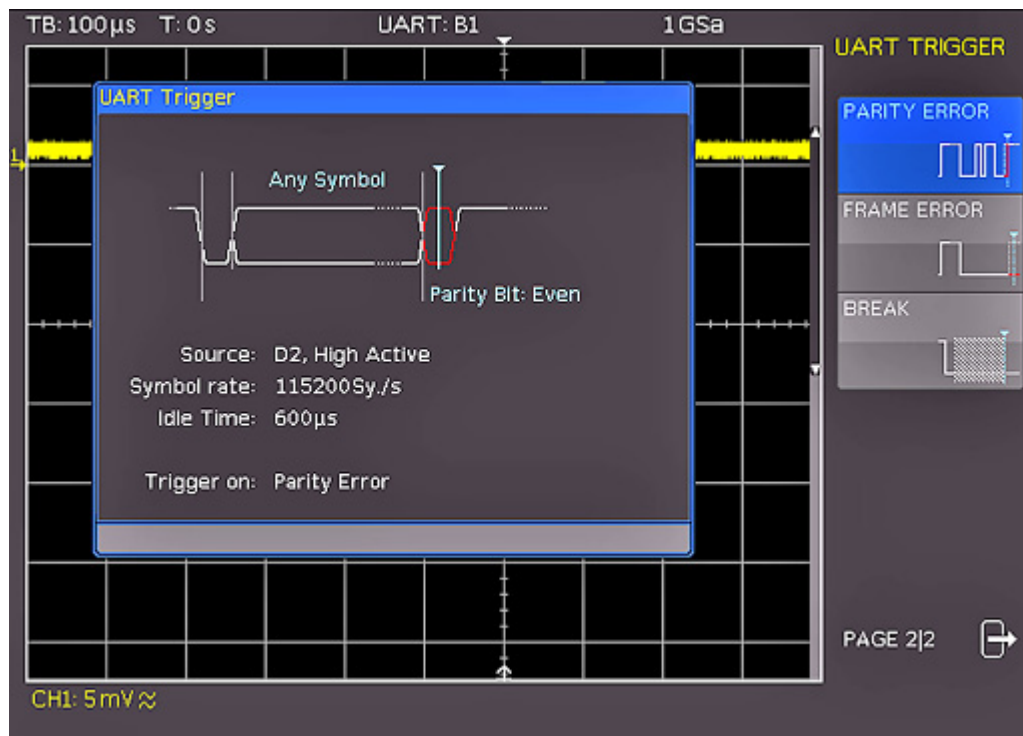 TB: 100µs T: 0s UART: B1 1GSa
UART TRIGGER
UART Trigger
PARITY ERROR
Any Symbol
1
FRAME ERROR
Parity Bit: Even
BREAK
Source: D2, High Active
Symbol rate: 115200Sy./s
Idle Time: 600µs
Trigger on: Parity Error
PAGE 2|2
CH1: 5mV≈